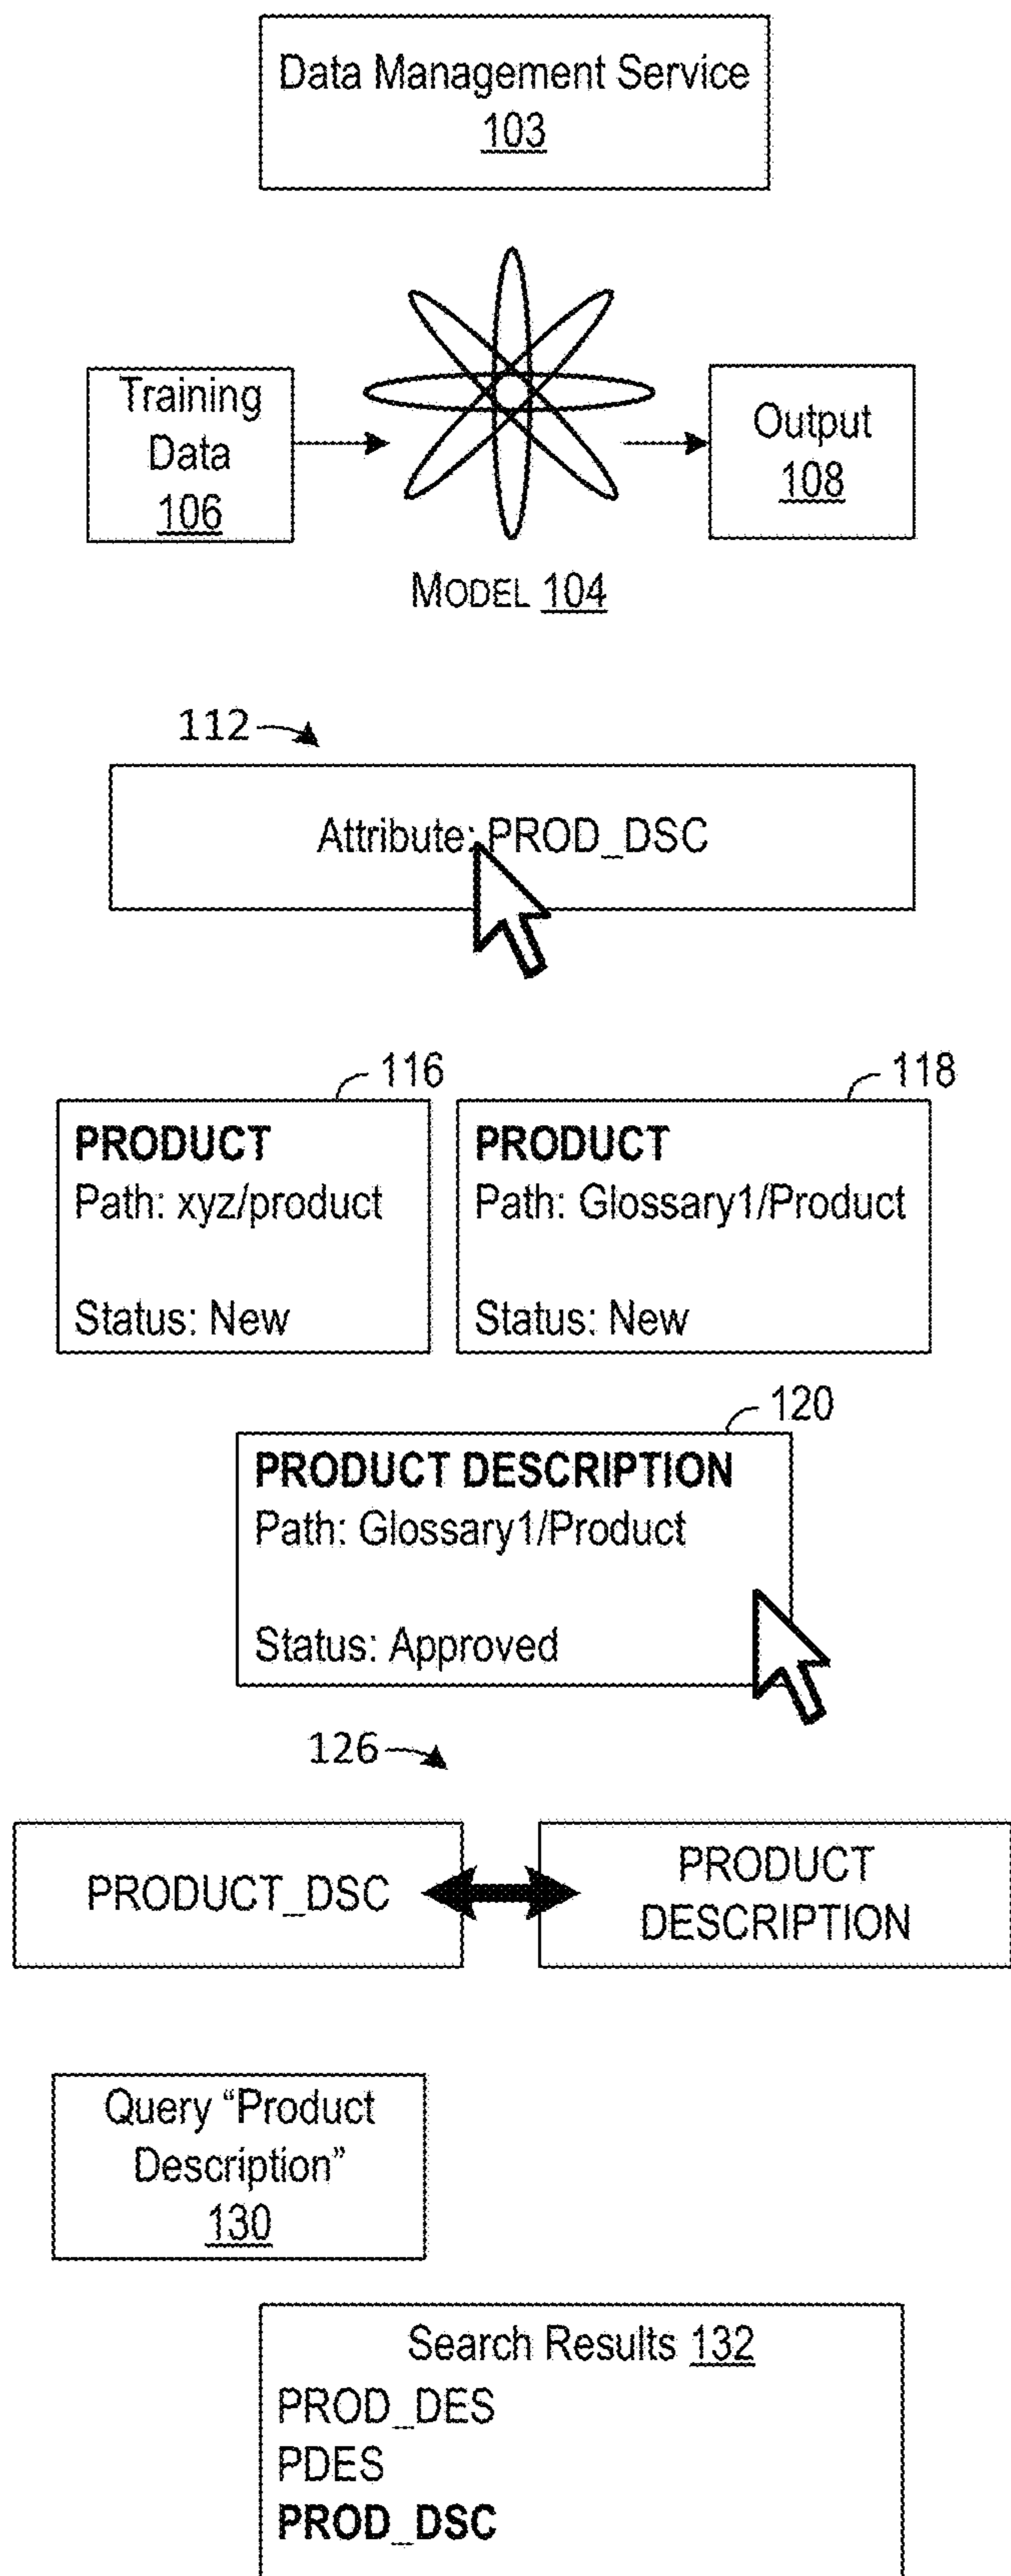 Data Management Service
103
Training
Data
106
Output
108
MODEL 104
112
Attribute: PROD_DSC
116
118
PRODUCT
Path: xyz/product
Status: New
PRODUCT
Path: Glossary1/Product
Status: New
120
PRODUCT DESCRIPTION
Path: Glossary1/Product
Status: Approved
126
PRODUCT_DSC
PRODUCT
DESCRIPTION
Query “Product
Description”
130
Search Results 132
PROD_DES
PDES
PROD_DSC